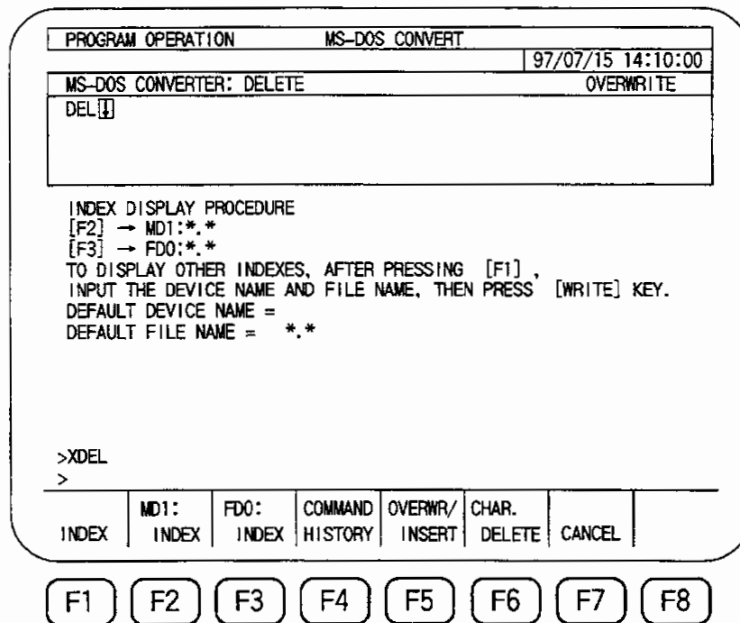 PROGRAM OPERATION MS-DOS CONVERT
97/07/15 14:10:00
MS-DOS CONVERTER: DELETE OVERWRITE
DEL↓
INDEX DISPLAY PROCEDURE
[F2] → MD1:*.*
[F3] → FD0:*.*
TO DISPLAY OTHER INDEXES, AFTER PRESSING [F1] ,
INPUT THE DEVICE NAME AND FILE NAME, THEN PRESS [WRITE] KEY.
DEFAULT DEVICE NAME =
DEFAULT FILE NAME = *.*
>XDEL
>
MD1: FD0: COMMAND OVERWR/ CHAR.
INDEX INDEX INDEX HISTORY INSERT DELETE CANCEL
F1 F2 F3 F4 F5 F6 F7 F8